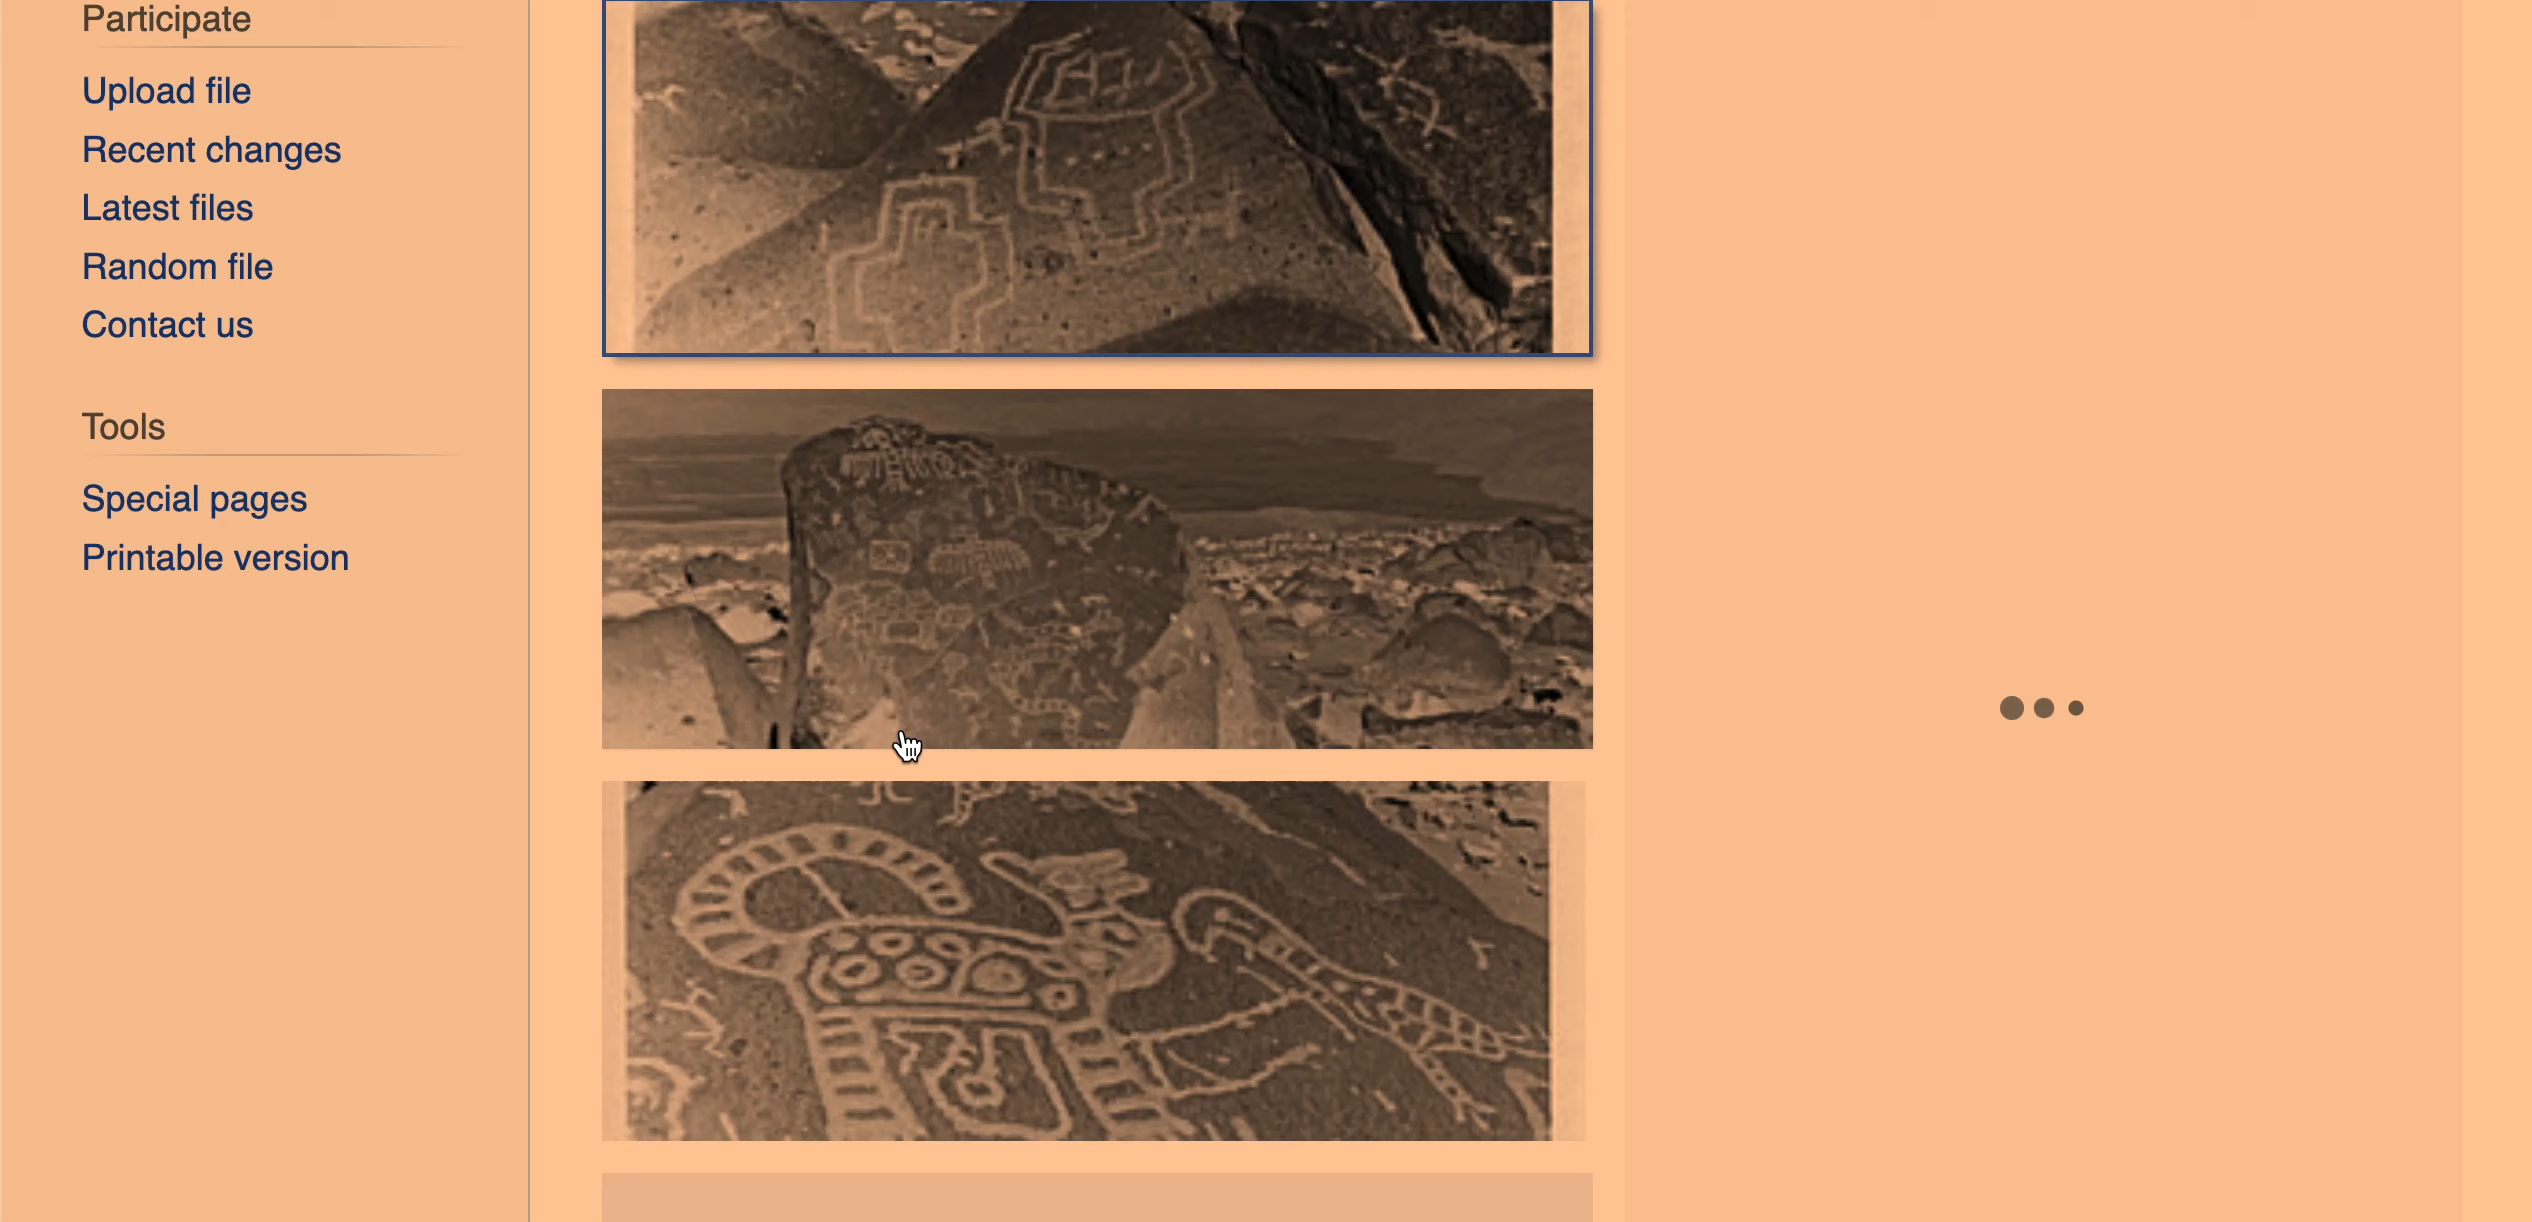 Participate
Upload file
Recent changes
Latest files
Random file
Contact us
Tools
Special pages
Printable version